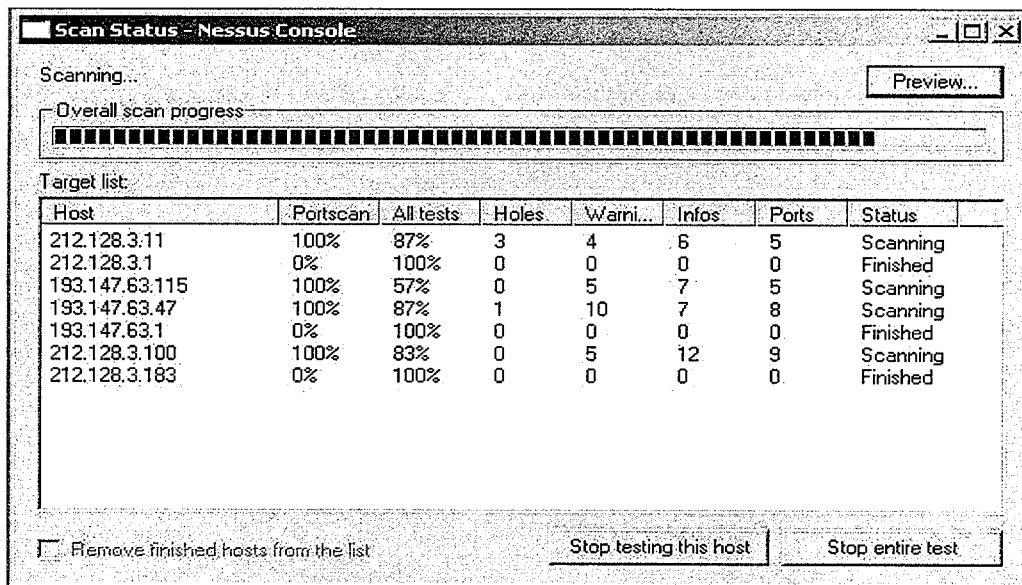 Scan Status - Nessus Console
Scanning...
Preview...
Overall scan progress
Target list:
Host Portscan All tests Holes Warni... Infos Ports Status
212.128.3.11 100% 87% 3 4 6 5 Scanning
212.128.3.1 0% 100% 0 0 0 0 Finished
193.147.63.115 100% 57% 0 5 7 5 Scanning
193.147.63.47 100% 87% 1 10 7 8 Scanning
193.147.63.1 0% 100% 0 0 0 0 Finished
212.128.3.100 100% 83% 0 5 12 9 Scanning
212.128.3.183 0% 100% 0 0 0 0 Finished
Remove finished hosts from the list
Stop testing this host
Stop entire test